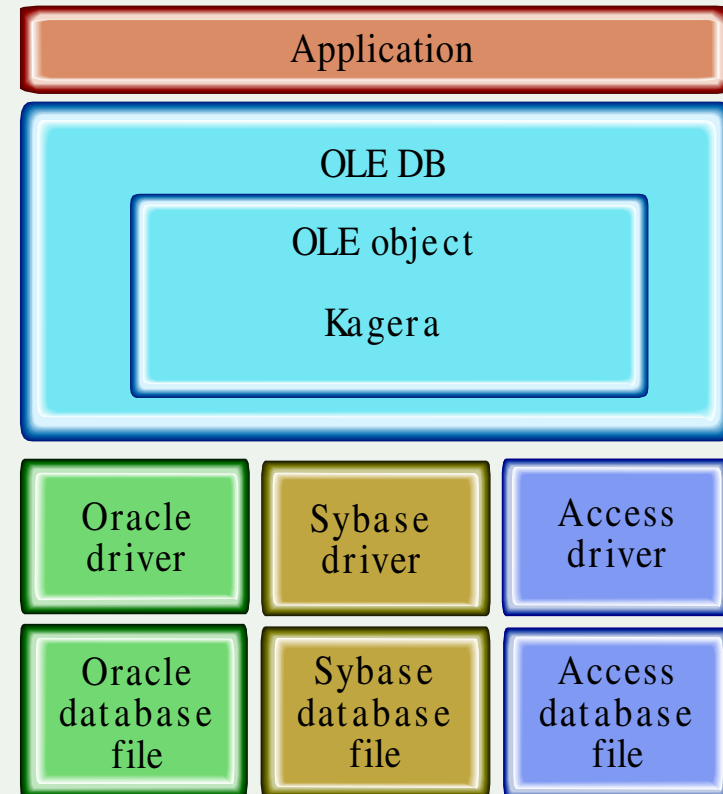 Application
OLE DB
OLE object
Kagera
Oracle
driver
Sybase
driver
Access
driver
Oracle
database
file
Sybase
database
file
Access
database
file